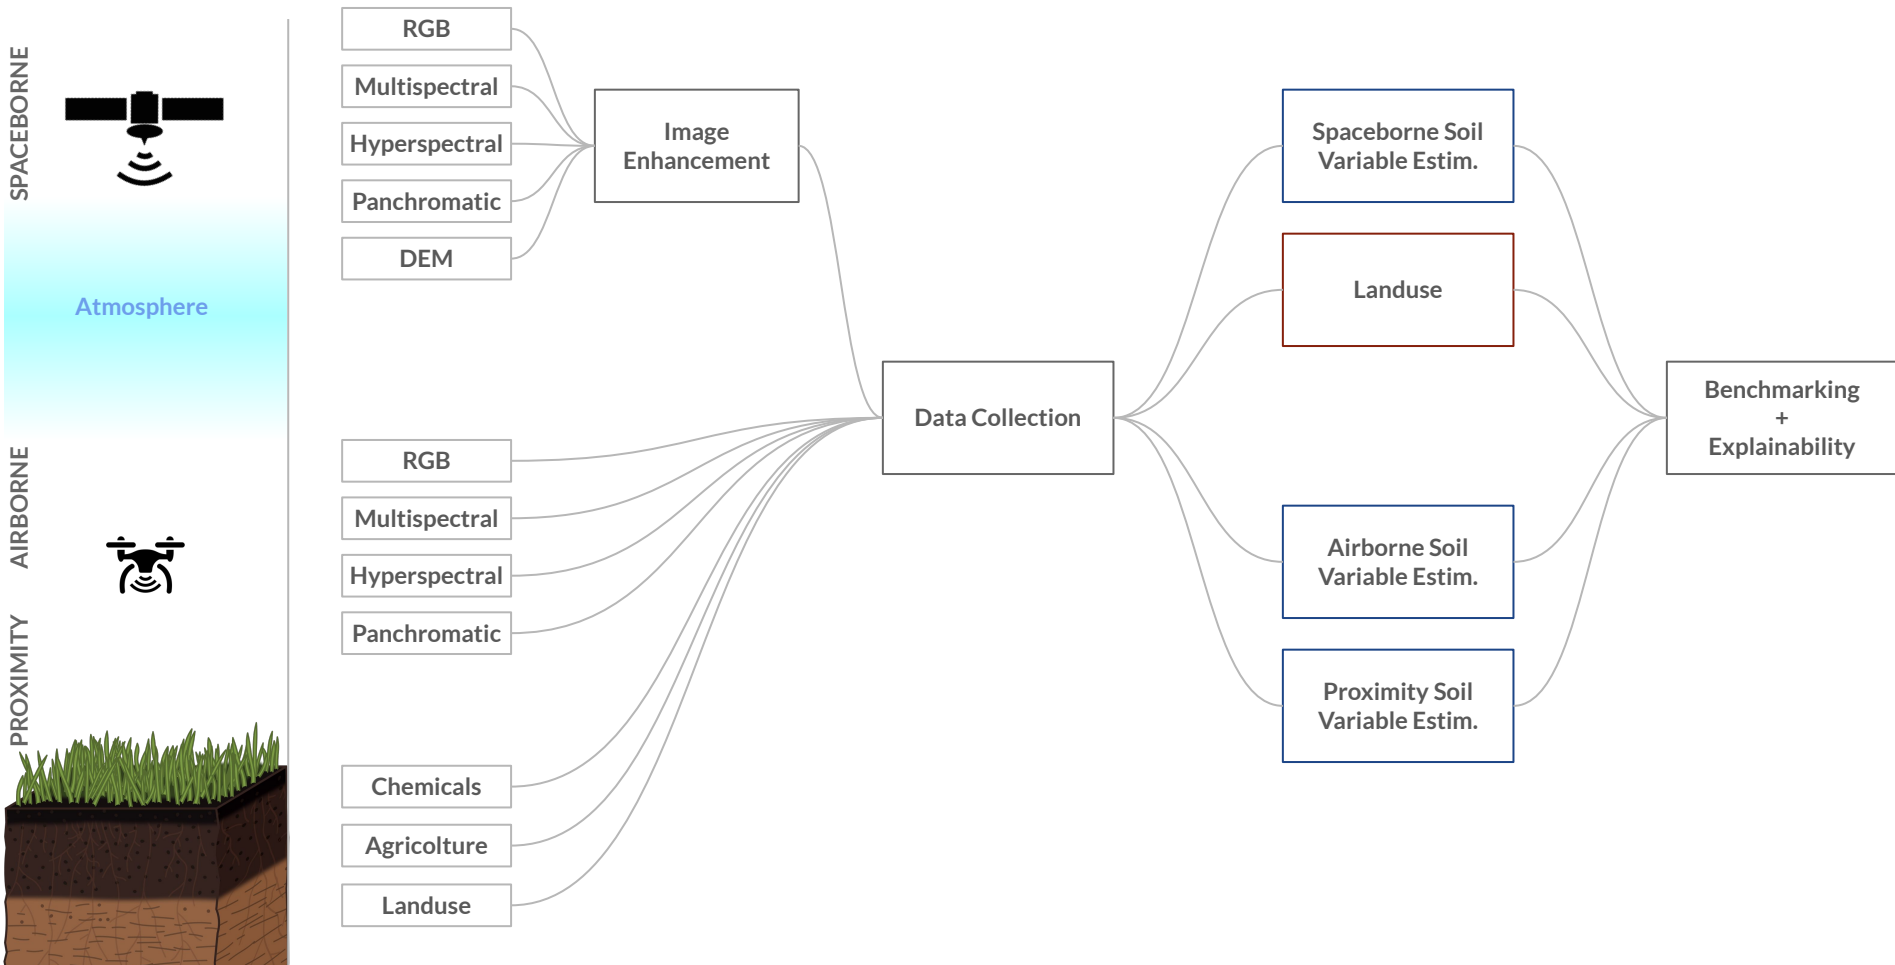 SPACEBORNE
Atmosphere
AIRBORNE
PROXIMITY
RGB
Multispectral
Hyperspectral
Panchromatic
DEM
Image
Enhancement
RGB
Multispectral
Hyperspectral
Panchromatic
Chemicals
Agricolture
Landuse
Data Collection
Spaceborne Soil
Variable Estim.
Landuse
Airborne Soil
Variable Estim.
Proximity Soil
Variable Estim.
Benchmarking
+
Explainability